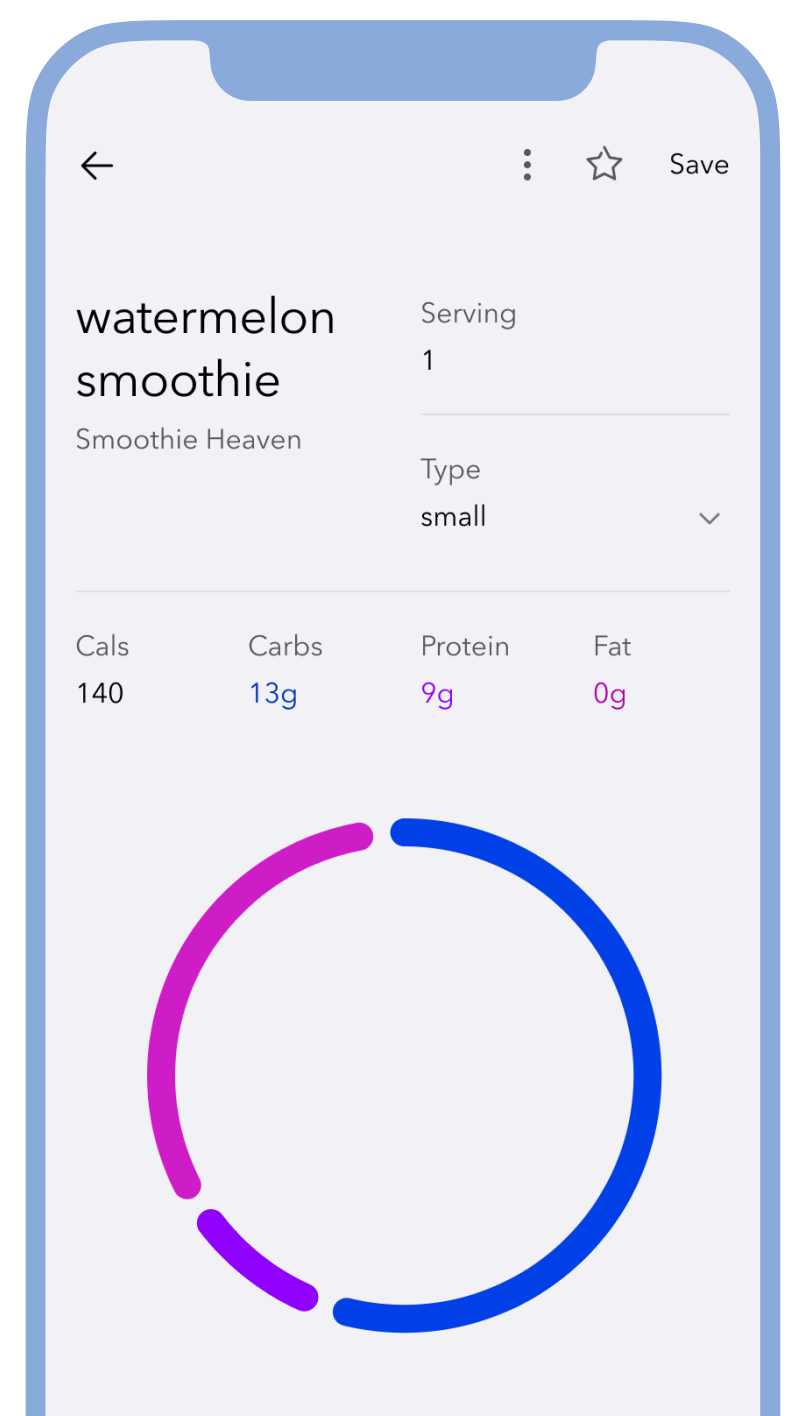 Save
watermelon
smoothie
Smoothie Heaven
Serving
1
Type
small
Cals
140
Carbs
13g
Protein
9g
Fat
0g